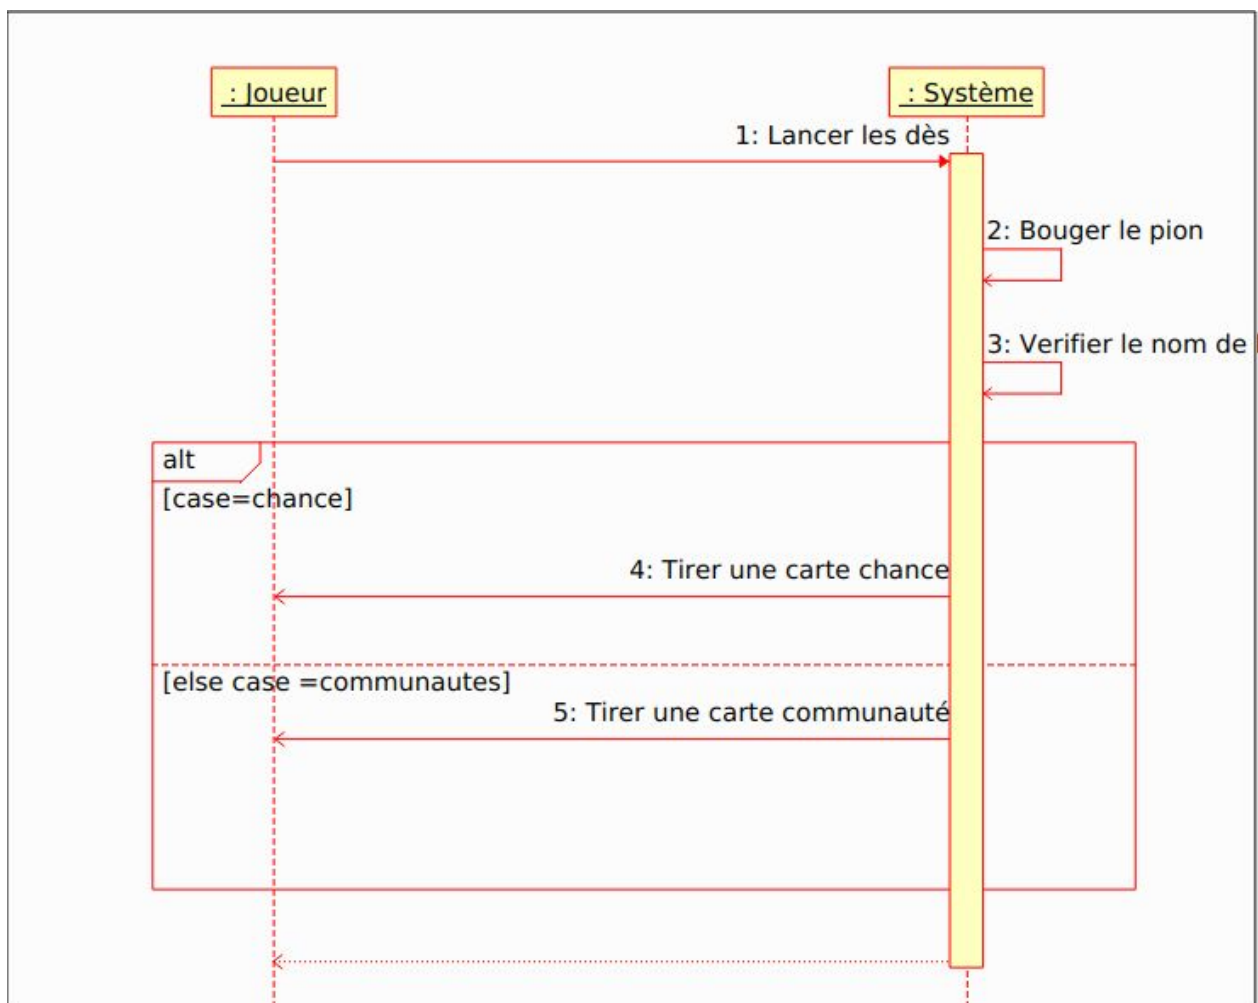 : Joueur
: Système
1: Lancer les dès
2: Bouger le pion
3: Verifier le nom de
alt
[case=chance]
4: Tirer une carte chance
[else case =communautes]
5: Tirer une carte communauté